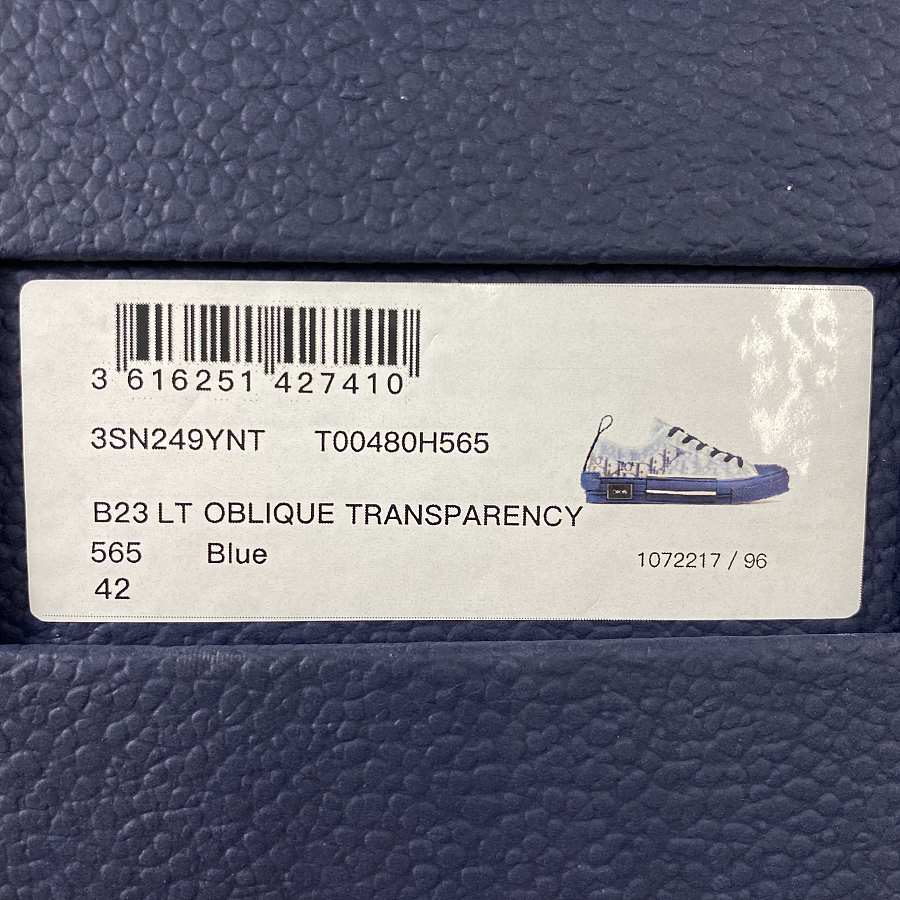 3 616251 427410
3SN249YNT T00480H565
B23 LT OBLIQUE TRANSPARENCY
565 Blue
1072217 / 96
42